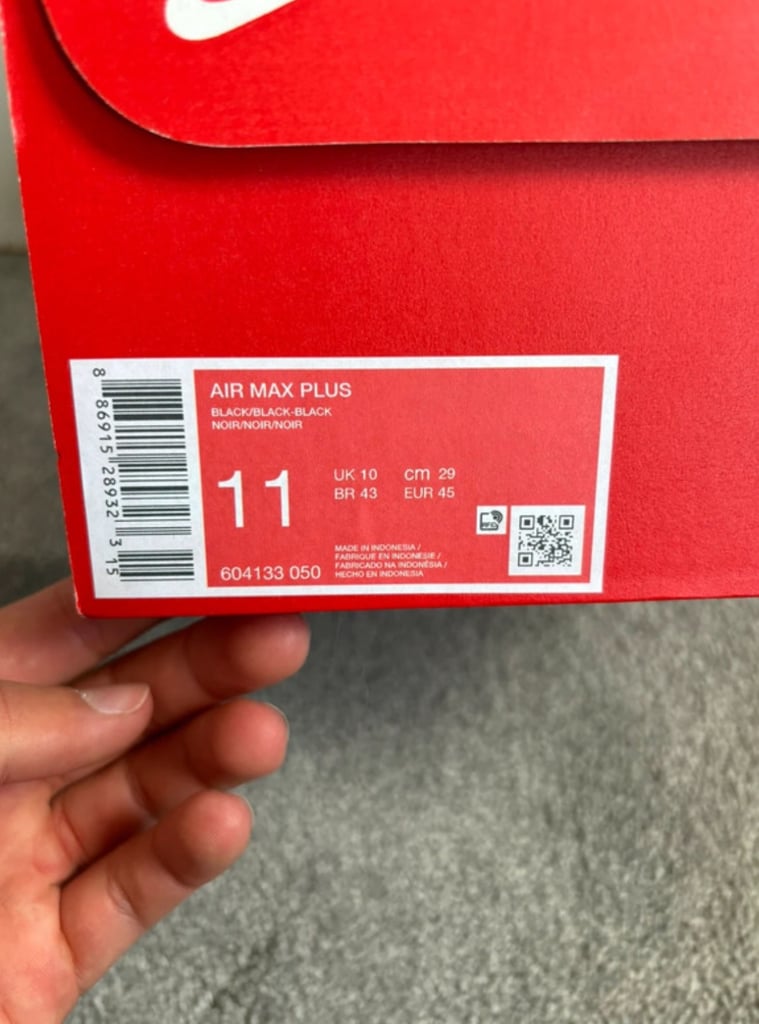 AIR MAX PLUS
BLACK/BLACK-BLACK
NOIR/NOIR/NOIR
11
UK 10 cm 29
BR 43 EUR 45
604133 050
MADE IN INDONESIA /
FABRIQUE EN INDONESIE /
FABRICADO NA INDONÉSIA /
HECHO EN INDONESIA
8 86915 28932 3 15